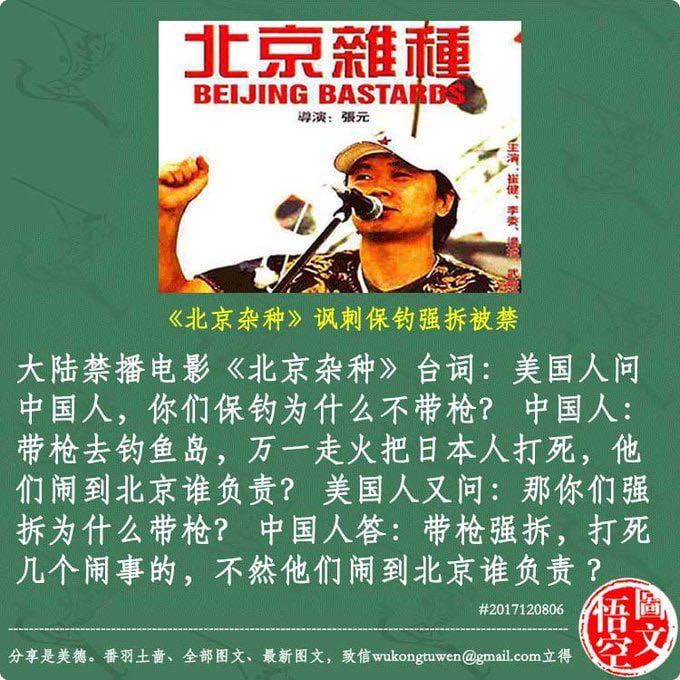 北京雜種
BEIJING BASTARDS
導演：張元
主演：崔健、李委、
《北京杂种》讽刺保钓强拆被禁
大陆禁播电影《北京杂种》台词：美国人问
中国人，你们保钓为什么不带枪？ 中国人：
带枪去钓鱼岛，万一走火把日本人打死，他
们闹到北京谁负责？ 美国人又问：那你们强
拆为什么带枪？ 中国人答：带枪强拆，打死
几个闹事的，不然他们闹到北京谁负责？
#2017120806
分享是美德。番羽土啬、全部图文、最新图文，致信wukongtuwen@gmail.com立得
悟空
圖文